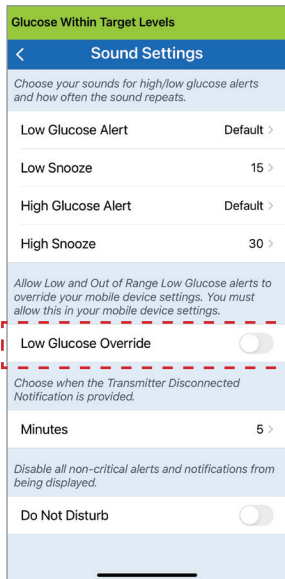 Glucose Within Target Levels
Sound Settings
Choose your sounds for high/low glucose alerts
and how often the sound repeats.
Low Glucose Alert Default >
Low Snooze 15 >
High Glucose Alert Default >
High Snooze 30 >
Allow Low and Out of Range Low Glucose alerts to
override your mobile device settings. You must
allow this in your mobile device settings.
Low Glucose Override
Choose when the Transmitter Disconnected
Notification is provided.
Minutes 5 >
Disable all non-critical alerts and notifications from
being displayed.
Do Not Disturb